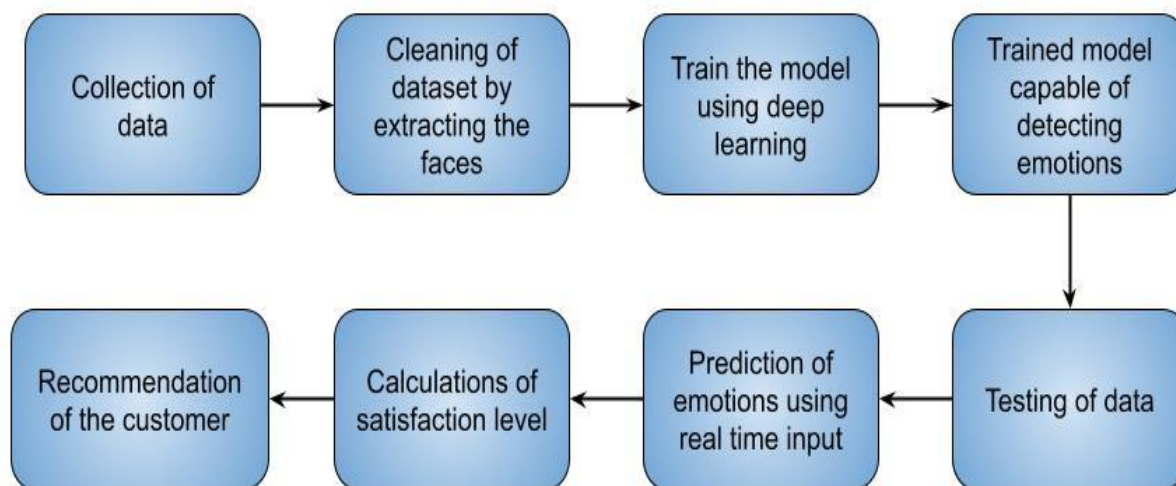 Collection of
data
Cleaning of
dataset by
extracting the
faces
Train the model
using deep
learning
Trained model
capable of
detecting
emotions
Testing of data
Prediction of
emotions using
real time input
Calculations of
satisfaction level
Recommendation
of the customer